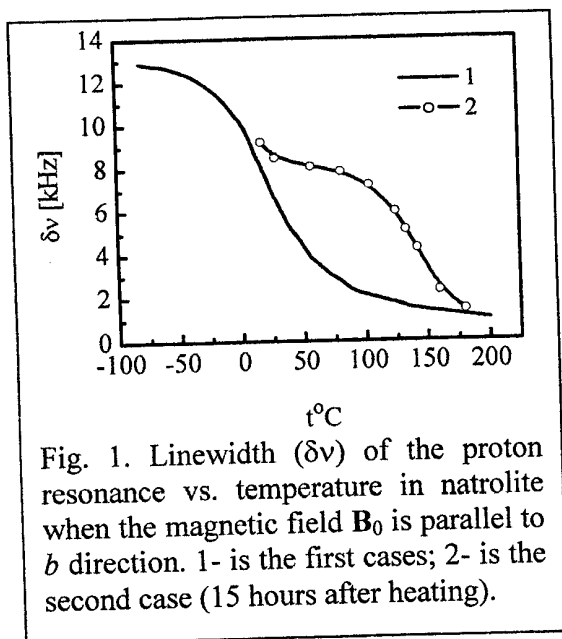 14
12
10
8
6
4
2
0
δν [kHz]
1
2
-100 -50 0 50 100 150 200
t°C
Fig. 1. Linewidth (δν) of the proton
resonance vs. temperature in natrolite
when the magnetic field B₀ is parallel to
b direction. 1- is the first cases; 2- is the
second case (15 hours after heating).